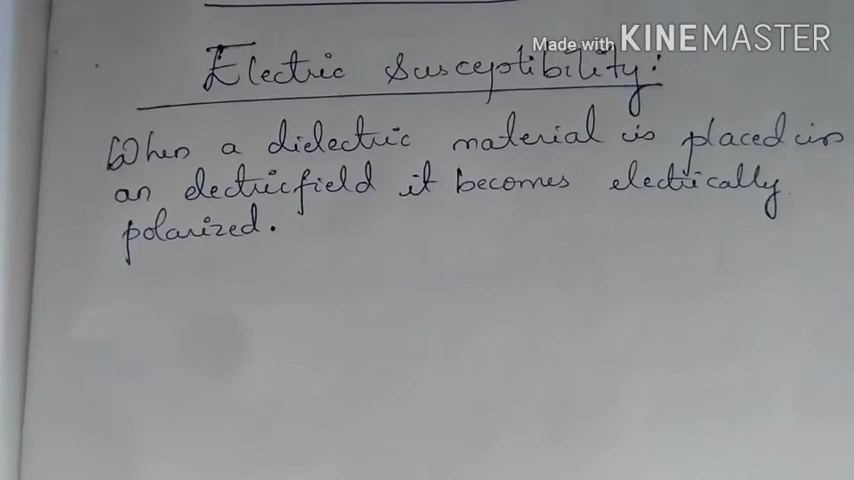 Made with KINEMASTER
Electric Susceptibility:
When a dielectric material is placed in
an electricfield it becomes electrically
polarized.